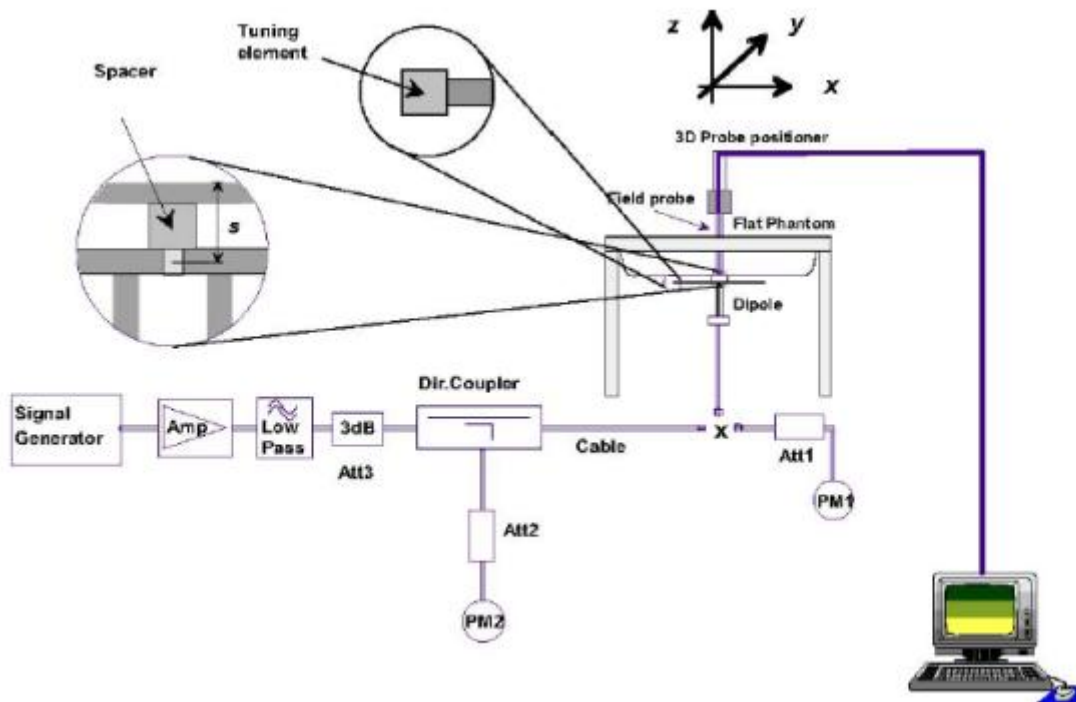 Tuning
element
Spacer
s
z
y
x
3D Probe positioner
Field probe
Flat Phantom
Dipole
Dir.Coupler
Signal
Generator
Amp
Low
Pass
3dB
Att3
Cable
x
Att1
PM1
Att2
PM2